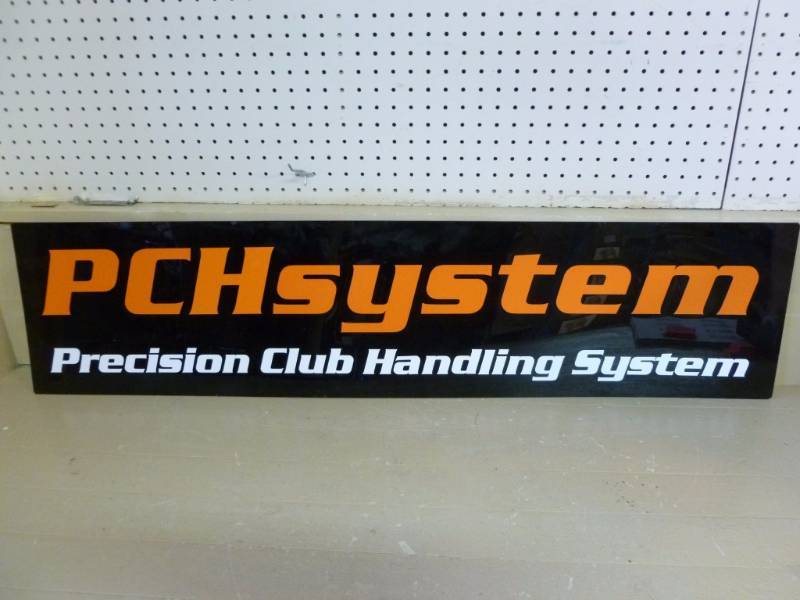 PCHsystem
Precision Club Handling System